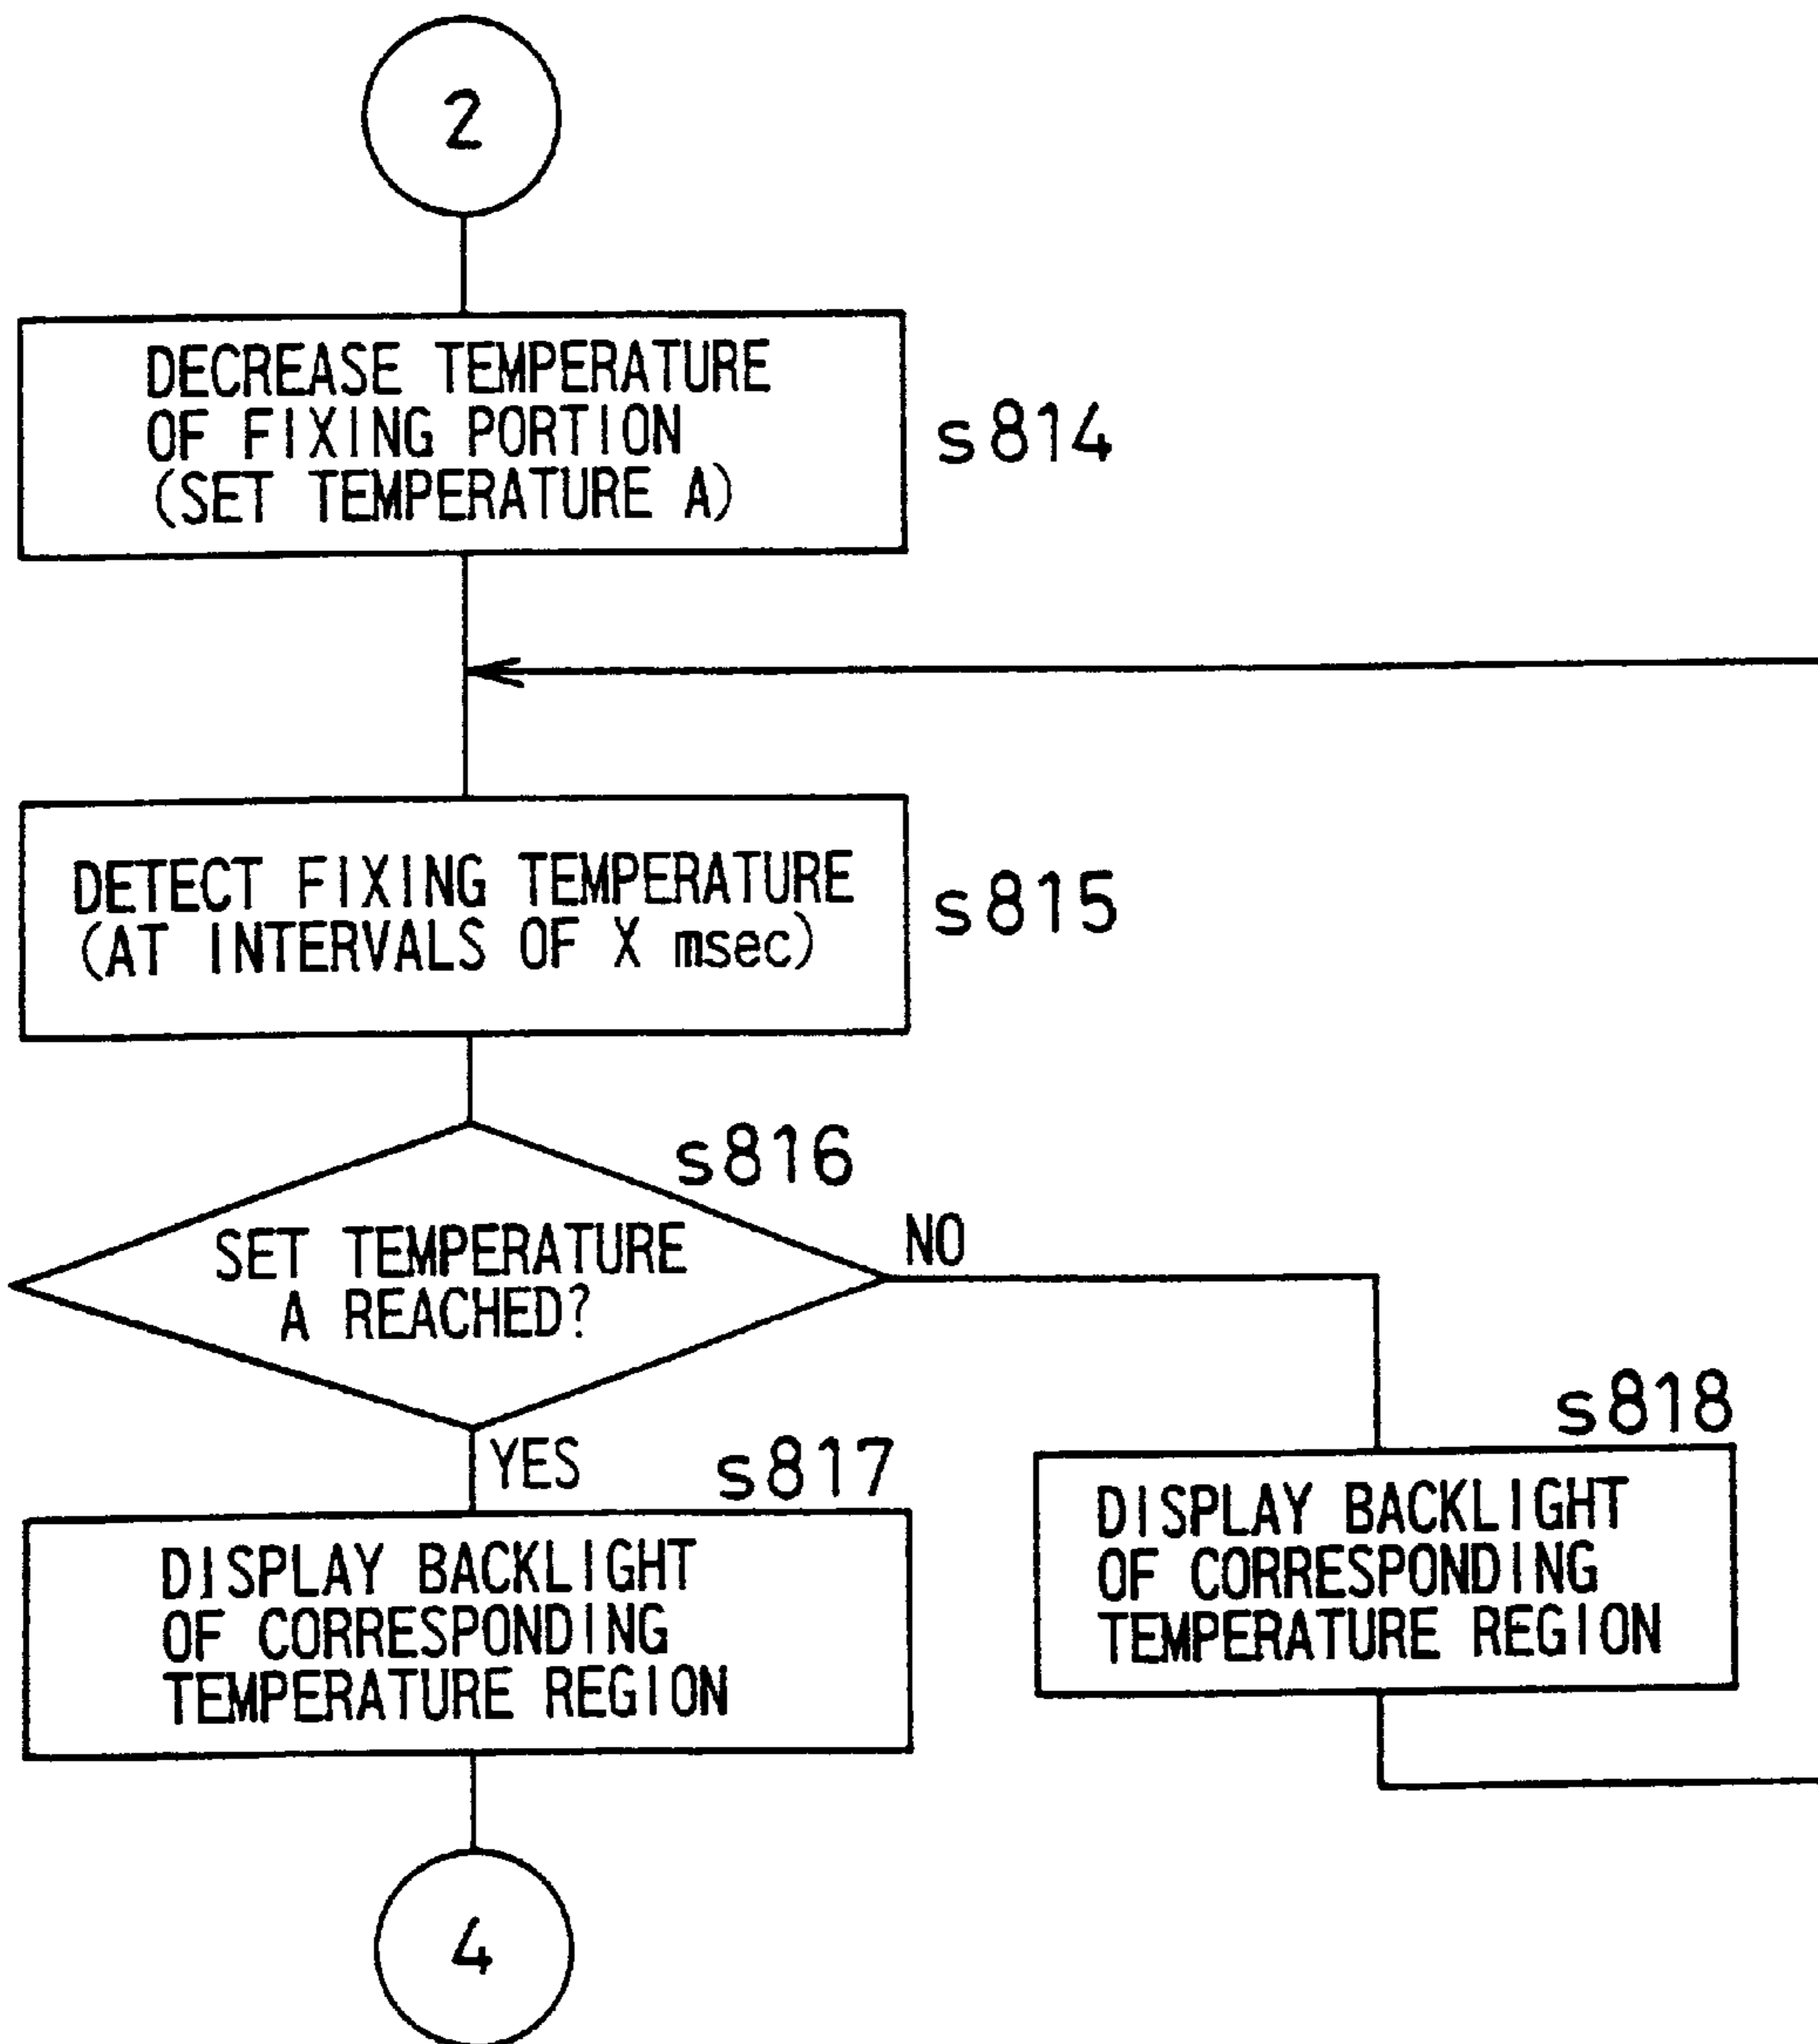 2
DECREASE TEMPERATURE
OF FIXING PORTION
(SET TEMPERATURE A)
s814
DETECT FIXING TEMPERATURE
(AT INTERVALS OF X msec)
s815
s816
SET TEMPERATURE
A REACHED?
NO
YES
s817
DISPLAY BACKLIGHT
OF CORRESPONDING
TEMPERATURE REGION
s818
DISPLAY BACKLIGHT
OF CORRESPONDING
TEMPERATURE REGION
4